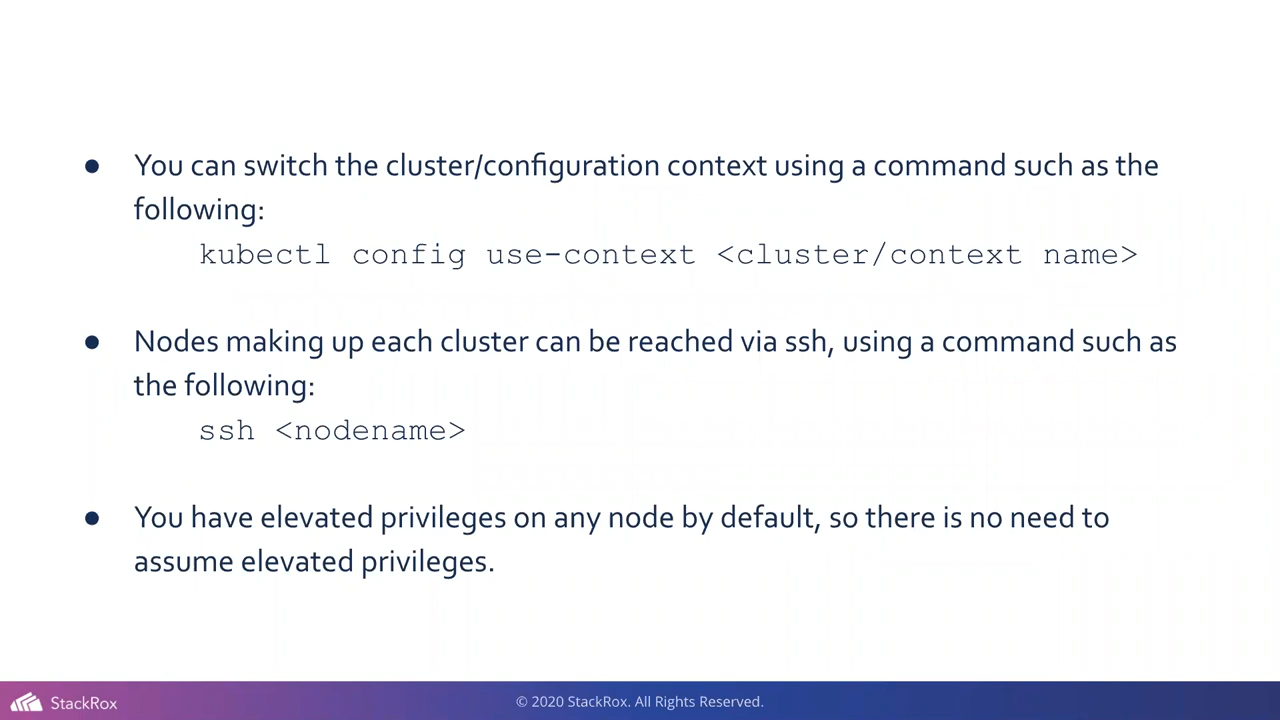 ● You can switch the cluster/configuration context using a command such as the
following:
kubectl config use-context <cluster/context name>
● Nodes making up each cluster can be reached via ssh, using a command such as
the following:
ssh <nodename>
● You have elevated privileges on any node by default, so there is no need to
assume elevated privileges.
StackRox
© 2020 StackRox. All Rights Reserved.